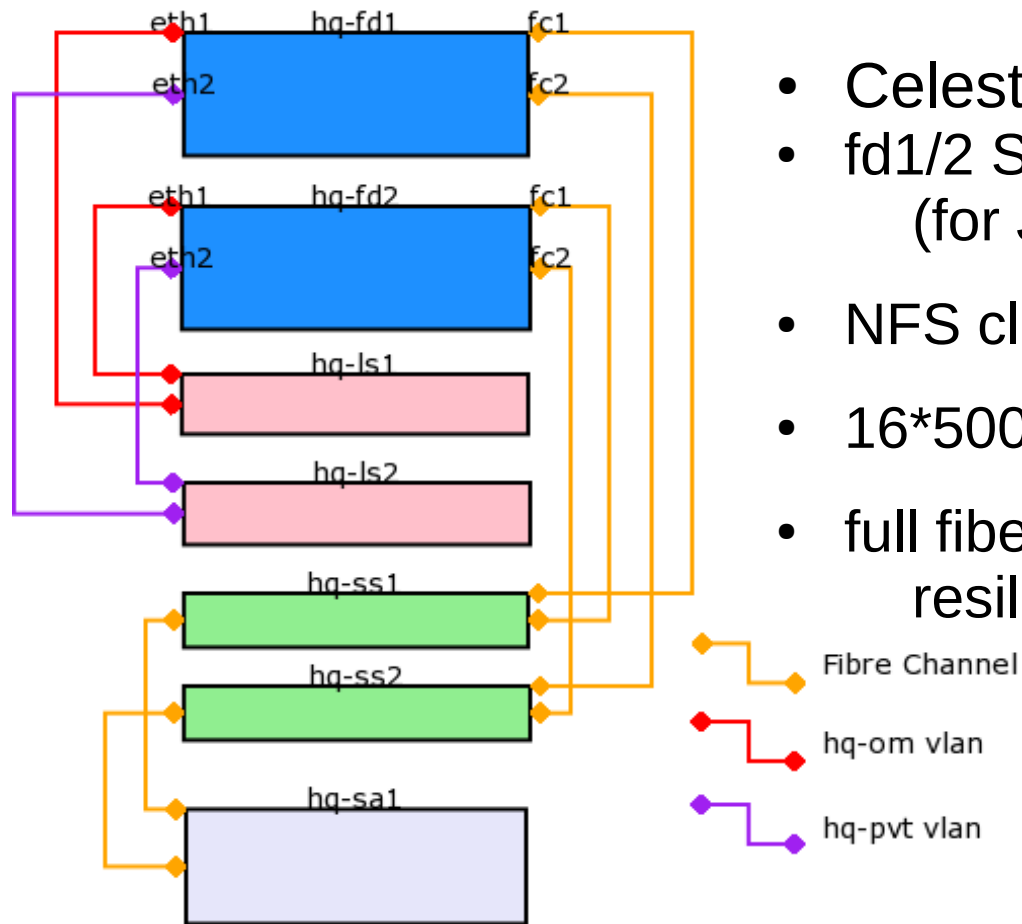 eth1 hq-fd1 fc1
eth2 fc2
eth1 hq-fd2 fc1
eth2 fc2
hq-ls1
hq-ls2
hq-ss1
hq-ss2
hq-sa1
• Celest
• fd1/2 S
(for
• NFS cl
• 16*500
• full fibe
resil
Fibre Channel
hq-om vlan
hq-pvt vlan